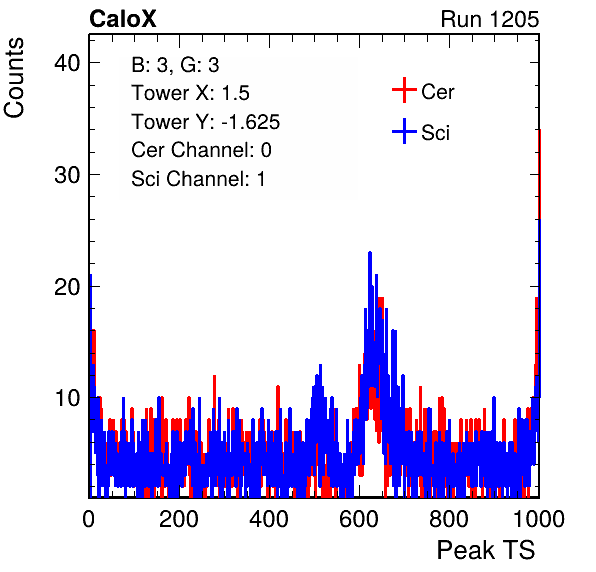 CaloX Run 1205
Counts
40
30
20
10
B: 3, G: 3
Tower X: 1.5
Tower Y: -1.625
Cer Channel: 0
Sci Channel: 1
Cer
Sci
0 200 400 600 800 1000
Peak TS